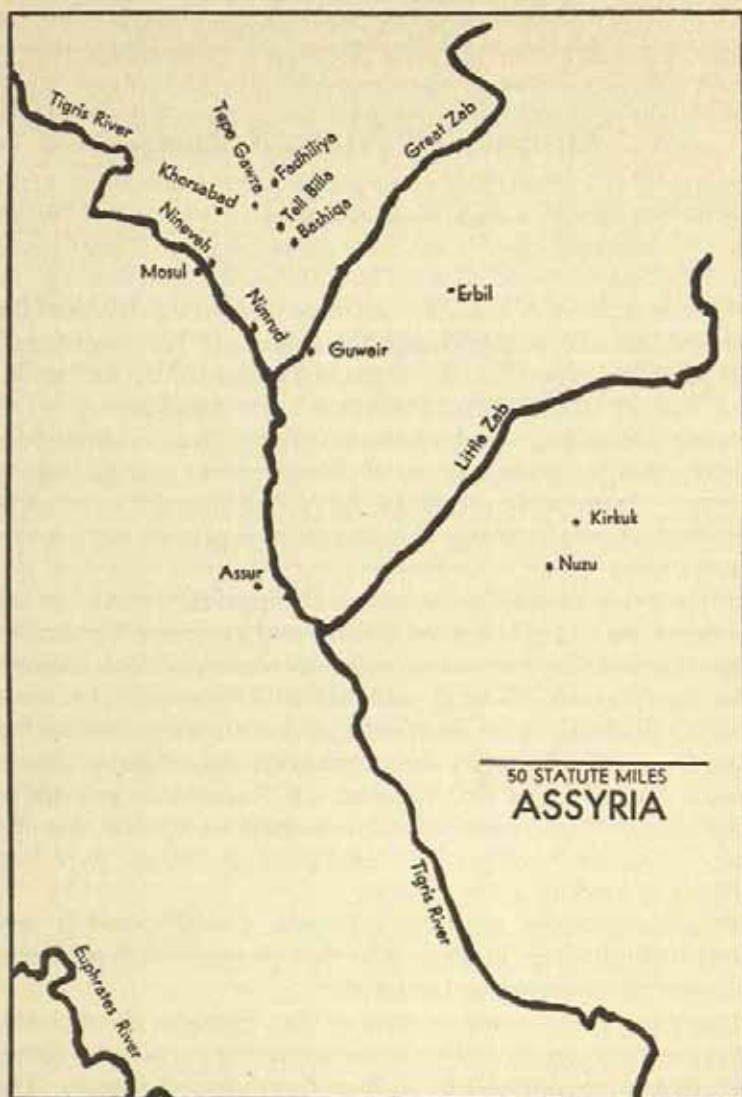 Tigris River
Tape Gawra
Fadhiliya
Great Zab
Khorsabad
Tell Billa
Bashiqa
Nineveh
Mosul
Nimrud
Erbil
Guweir
Little Zab
Kirkuk
Nuzu
Assur
50 STATUTE MILES
ASSYRIA
Tigris River
Euphrates River